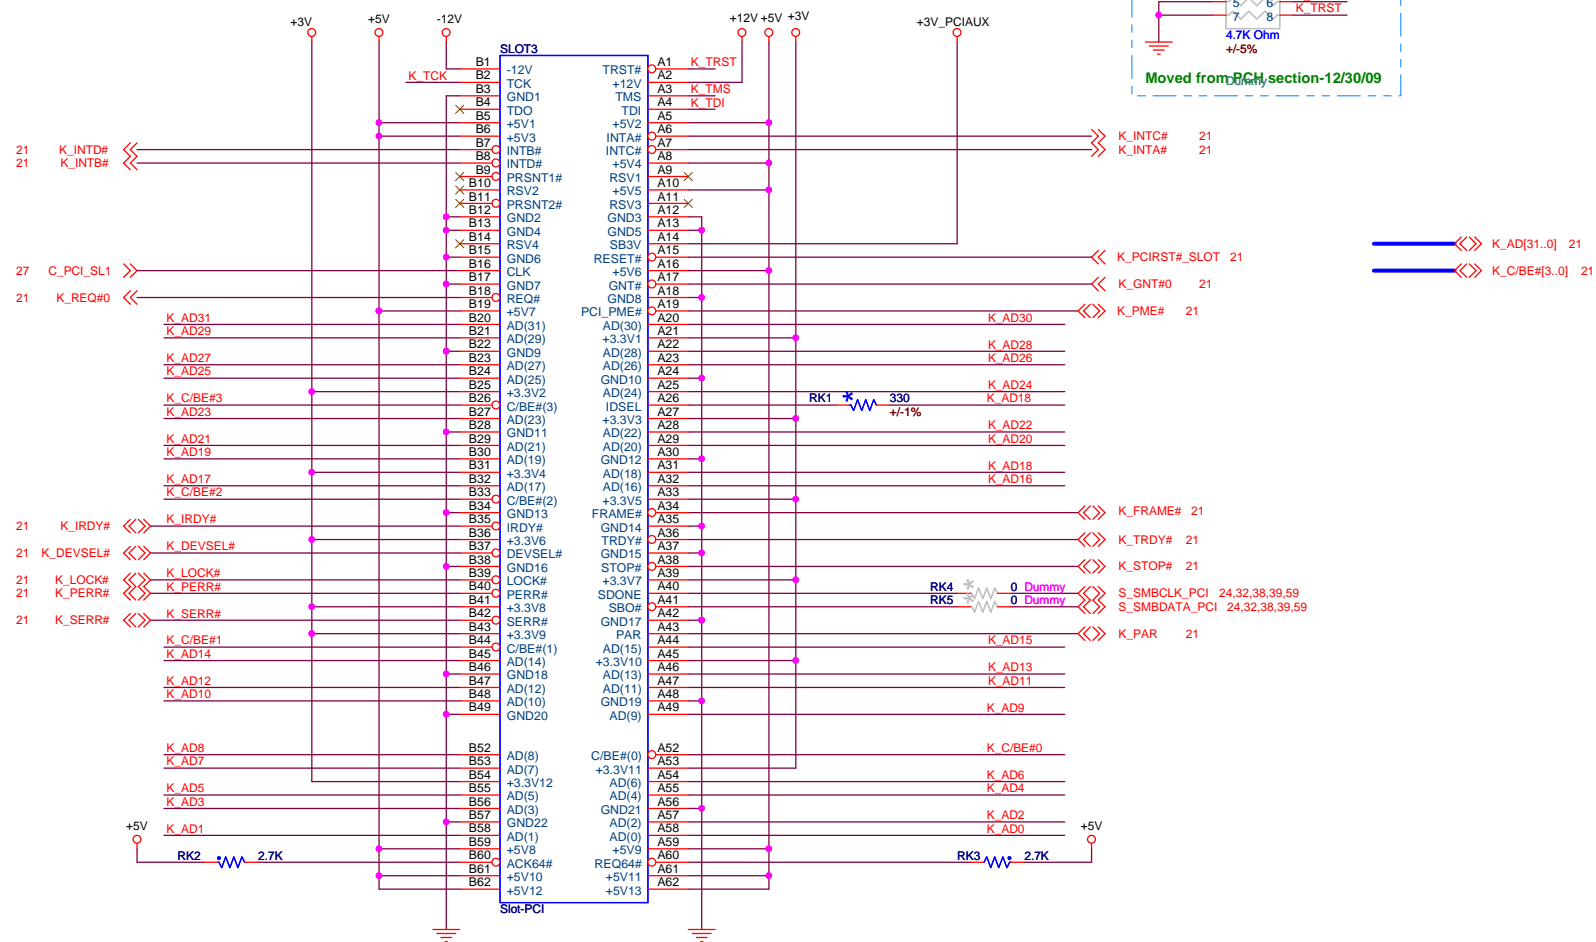 +3V +5V -12V +12V +5V +3V +3V_PCIAUX
5 6
7 8 K_TRST
4.7K Ohm
+/-5%
Dummy
Moved from PCH section-12/30/09
SLOT3
B1 -12V TRST# A1 K_TRST
K_TCK B2 TCK +12V A2
B3 GND1 TMS A3 K_TMS
B4 TDO TDI A4 K_TDI
B5 +5V1 +5V2 A5
B6 +5V3 INTA# A6 K_INTC# 21
21 K_INTD# B7 INTB# INTC# A7 K_INTA# 21
21 K_INTB# B8 INTD# +5V4 A8
B9 PRSNT1# RSV1 A9
B10 RSV2 +5V5 A10
B11 PRSNT2# RSV3 A11
B12 GND2 GND3 A12
B13 GND4 GND5 A13
B14 RSV4 SB3V A14 K_AD[31..0] 21
B15 GND6 RESET# A15 K_PCIRST#_SLOT 21
27 C_PCI_SL1 B16 CLK +5V6 A16 K_C/BE#[3..0] 21
B17 GND7 GNT# A17 K_GNT#0 21
21 K_REQ#0 B18 REQ# GND8 A18
B19 +5V7 PCI_PME# A19 K_PME# 21
K_AD31 B20 AD(31) AD(30) A20 K_AD30
K_AD29 B21 AD(29) +3.3V1 A21
B22 GND9 AD(28) A22 K_AD28
K_AD27 B23 AD(27) AD(26) A23 K_AD26
K_AD25 B24 AD(25) GND10 A24
B25 +3.3V2 AD(24) A25 K_AD24
K_C/BE#3 B26 C/BE#(3) IDSEL A26 RK1 * 330 K_AD18
+/-1%
K_AD23 B27 AD(23) +3.3V3 A27
B28 GND11 AD(22) A28 K_AD22
K_AD21 B29 AD(21) AD(20) A29 K_AD20
K_AD19 B30 AD(19) GND12 A30
B31 +3.3V4 AD(18) A31 K_AD18
K_AD17 B32 AD(17) AD(16) A32 K_AD16
K_C/BE#2 B33 C/BE#(2) +3.3V5 A33
B34 GND13 FRAME# A34 K_FRAME# 21
21 K_IRDY# K_IRDY# B35 IRDY# GND14 A35
B36 +3.3V6 TRDY# A36 K_TRDY# 21
21 K_DEVSEL# K_DEVSEL# B37 DEVSEL# GND15 A37
B38 GND16 STOP# A38 K_STOP# 21
21 K_LOCK# K_LOCK# B39 LOCK# +3.3V7 A39
21 K_PERR# K_PERR# B40 PERR# SDONE A40 RK4 * 0 Dummy S_SMBCLK_PCI 24,32,38,39,59
B41 +3.3V8 SBO# A41 RK5 * 0 Dummy S_SMBDATA_PCI 24,32,38,39,59
21 K_SERR# K_SERR# B42 SERR# GND17 A42
B43 +3.3V9 PAR A43 K_PAR 21
K_C/BE#1 B44 C/BE#(1) AD(15) A44 K_AD15
K_AD14 B45 AD(14) +3.3V10 A45
B46 GND18 AD(13) A46 K_AD13
K_AD12 B47 AD(12) AD(11) A47 K_AD11
K_AD10 B48 AD(10) GND19 A48
B49 GND20 AD(9) A49 K_AD9
K_AD8 B52 AD(8) C/BE#(0) A52 K_C/BE#0
K_AD7 B53 AD(7) +3.3V11 A53
B54 +3.3V12 AD(6) A54 K_AD6
K_AD5 B55 AD(5) AD(4) A55 K_AD4
K_AD3 B56 AD(3) GND21 A56
B57 GND22 AD(2) A57 K_AD2
K_AD1 B58 AD(1) AD(0) A58 K_AD0
+5V +5V
B59 +5V8 +5V9 A59
RK2 2.7K B60 ACK64# REQ64# A60 RK3 2.7K
B61 +5V10 +5V11 A61
B62 +5V12 +5V13 A62
Slot-PCI